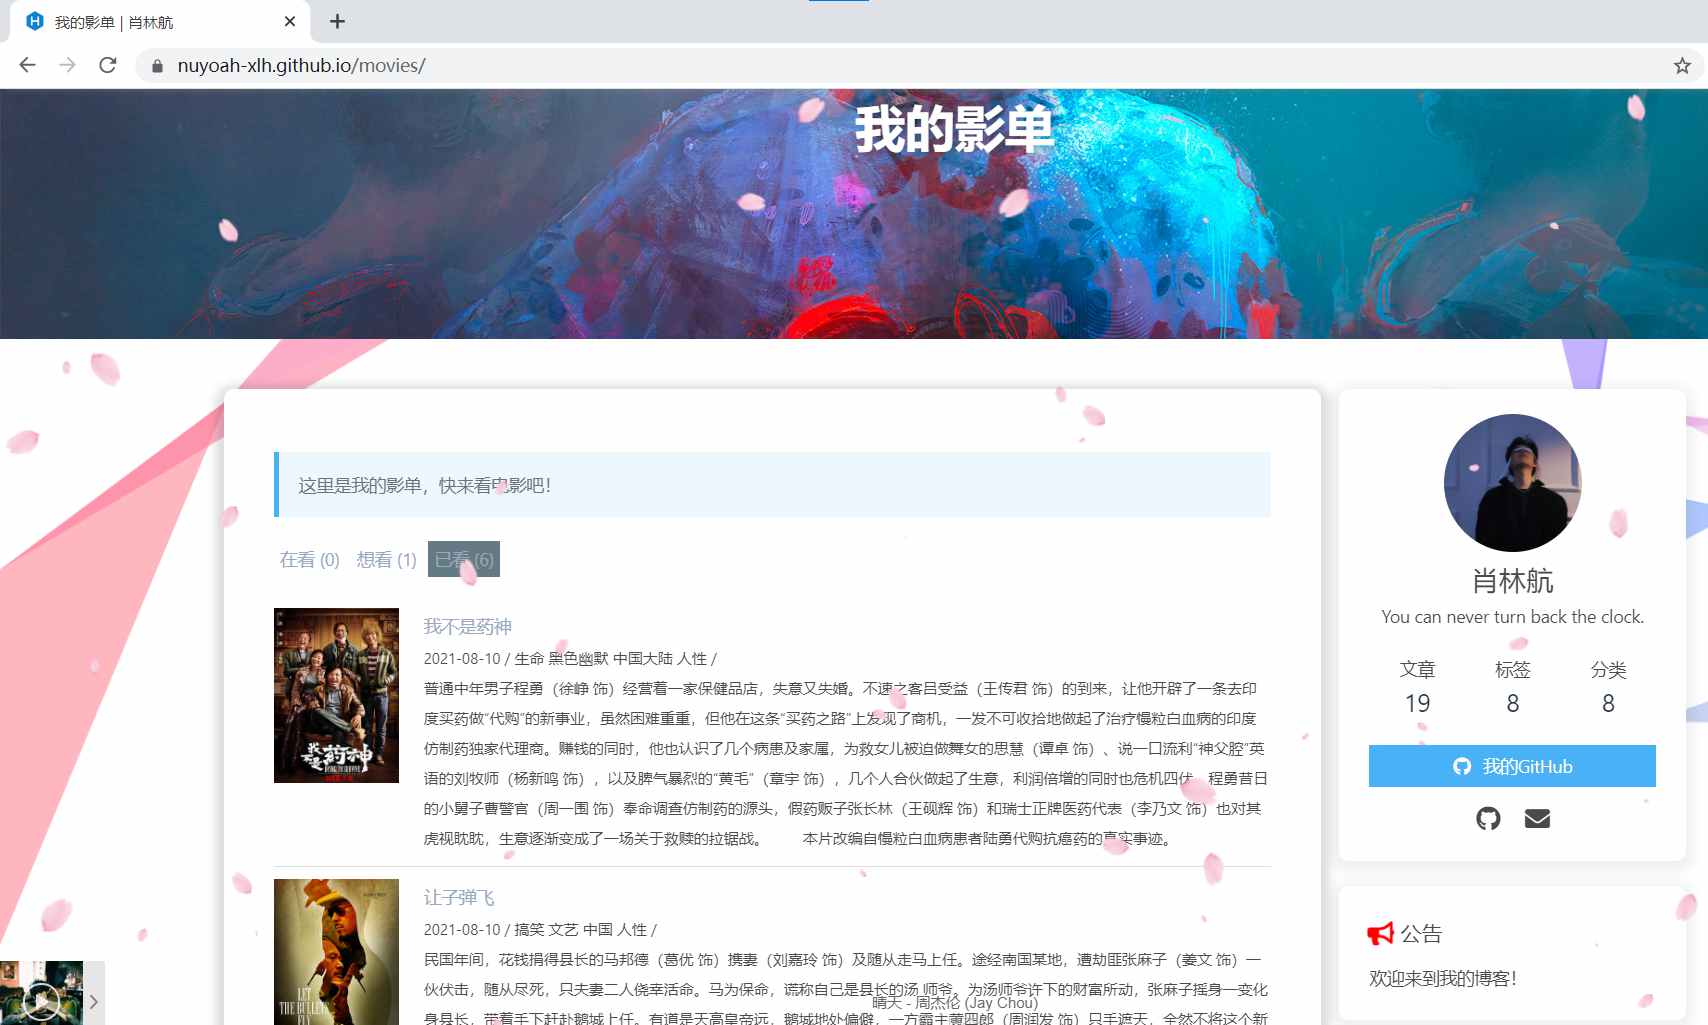 我的影单 | 肖林航
nuyoah-xlh.github.io/movies/
我的影单
这里是我的影单，快来看电影吧！
在看 (0) 想看 (1) 已看 (6)
我不是药神
2021-08-10 / 生命 黑色幽默 中国大陆 人性 /
普通中年男子程勇（徐峥 饰）经营着一家保健品店，失意又失婚。不速之客吕受益（王传君 饰）的到来，让他开辟了一条去印
度买药做“代购”的新事业，虽然困难重重，但他在这条“买药之路”上发现了商机，一发不可收拾地做起了治疗慢粒白血病的印度
仿制药独家代理商。赚钱的同时，他也认识了几个病患及家属，为救女儿被迫做舞女的思慧（谭卓 饰）、说一口流利“神父腔”英
语的刘牧师（杨新鸣 饰），以及脾气暴烈的“黄毛”（章宇 饰），几个人合伙做起了生意，利润倍增的同时也危机四伏。程勇昔日
的小舅子曹警官（周一围 饰）奉命调查仿制药的源头，假药贩子张长林（王砚辉 饰）和瑞士正牌医药代表（李乃文 饰）也对其
虎视眈眈，生意逐渐变成了一场关于救赎的拉锯战。 本片改编自慢粒白血病患者陆勇代购抗癌药的真实事迹。
我不是药神
让子弹飞
2021-08-10 / 搞笑 文艺 中国 人性 /
民国年间，花钱捐得县长的马邦德（葛优 饰）携妻（刘嘉玲 饰）及随从走马上任。途经南国某地，遭劫匪张麻子（姜文 饰）一
伙伏击，随从尽死，只夫妻二人侥幸活命。马为保命，谎称自己是县长的汤 师爷。为汤师爷许下的财富所动，张麻子摇身一变化
身县长，带着手下赶赴鹅城上任。有道是天高皇帝远，鹅城地处偏僻，一方霸主黄四郎（周润发 饰）只手遮天，全然不将这个新
LET
THE BULLETS
FLY
晴天 - 周杰伦 (Jay Chou)
肖林航
You can never turn back the clock.
文章 标签 分类
19 8 8
我的GitHub
公告
欢迎来到我的博客！